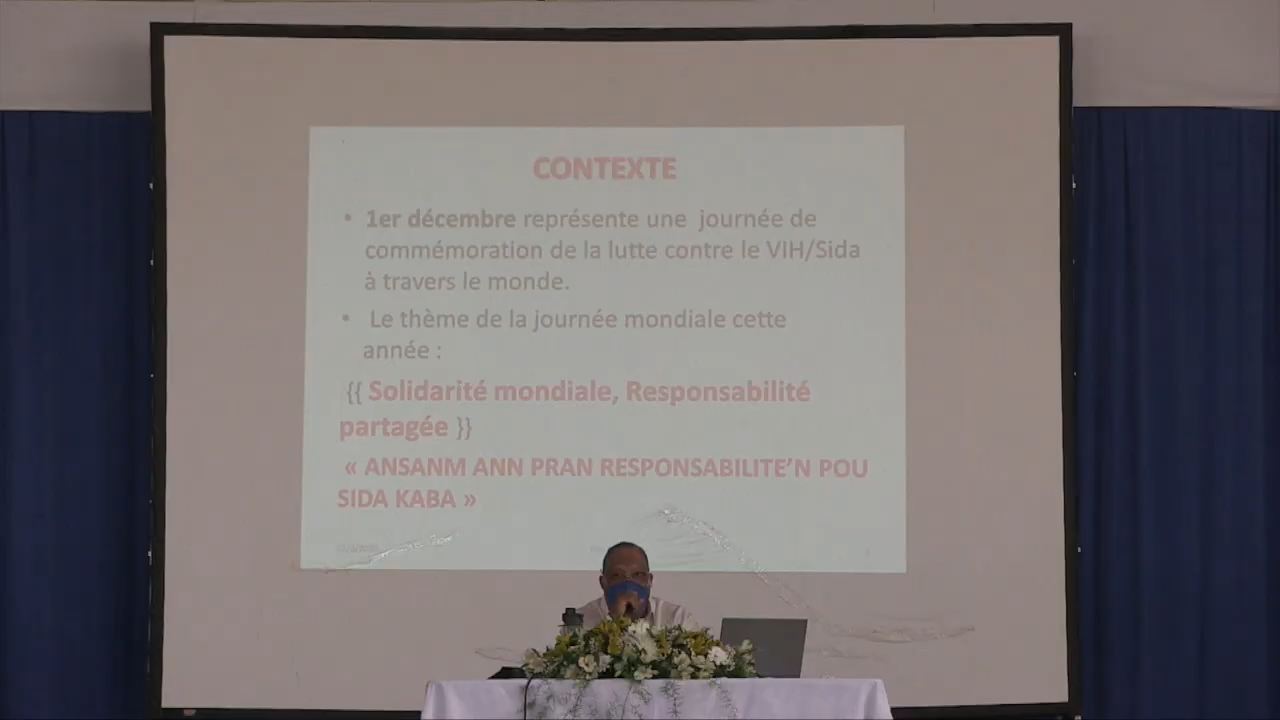 CONTEXTE
• 1er décembre représente une journée de
commémoration de la lutte contre le VIH/Sida
à travers le monde.
• Le thème de la journée mondiale cette
année :
{{ Solidarité mondiale, Responsabilité
partagée }}
« ANSANM ANN PRAN RESPONSABILITE’N POU
SIDA KABA »